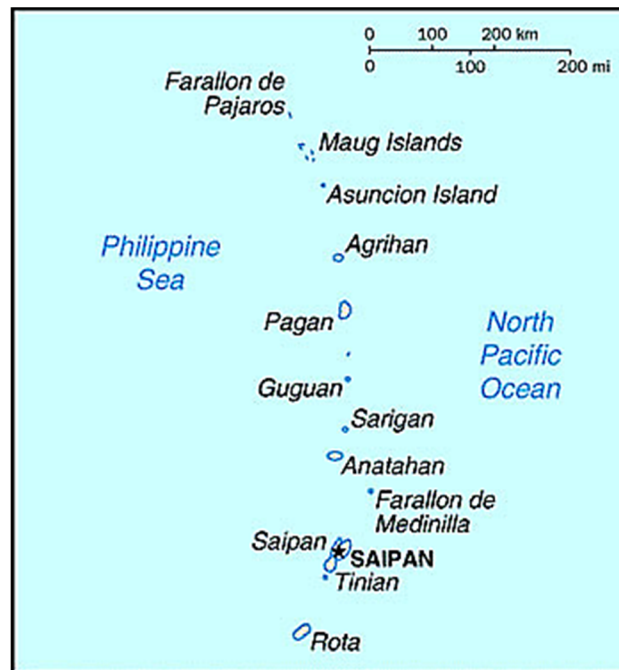 0 100 200 km
0 100 200 mi
Farallon de
Pajaros
Maug Islands
Asuncion Island
Philippine
Sea
Agrihan
Pagan
North
Pacific
Ocean
Guguan
Sarigan
Anatahan
Farallon de
Medinilla
Saipan
SAIPAN
Tinian
Rota